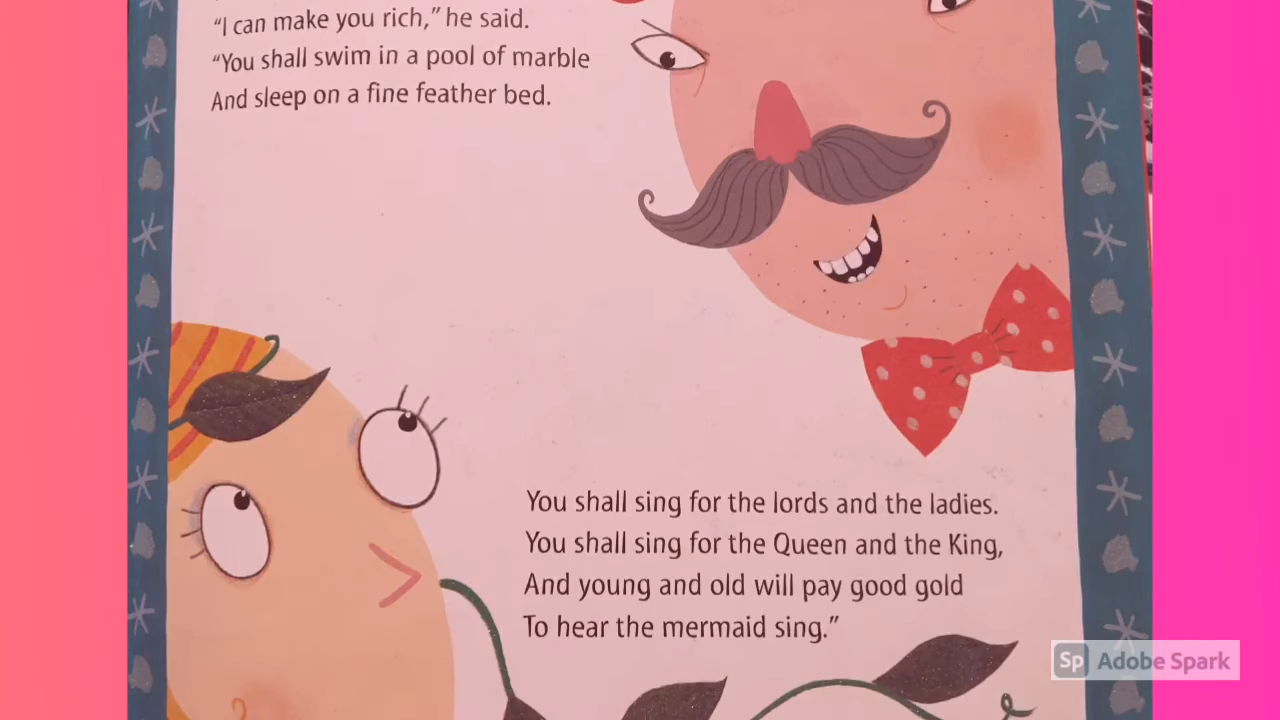 “I can make you rich,” he said.
“You shall swim in a pool of marble
And sleep on a fine feather bed.
You shall sing for the lords and the ladies.
You shall sing for the Queen and the King,
And young and old will pay good gold
To hear the mermaid sing.”
Sp Adobe Spark